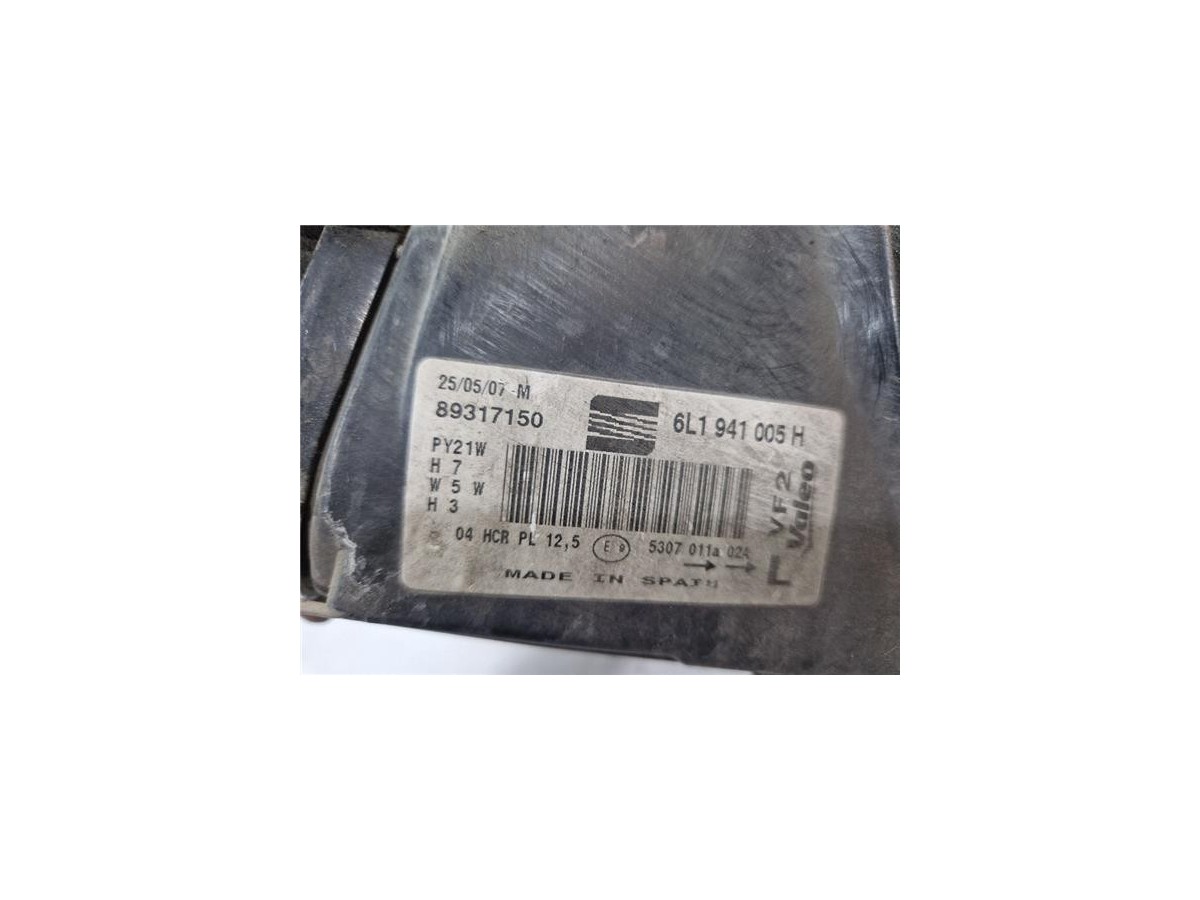 25/05/07 -M
89317150
6L1 941 005 H
PY21W
H 7
W 5 W
H 3
04 HCR PL 12,5
E 9
5307 011a 02A
MADE IN SPAIN
L
VF2
Valeo